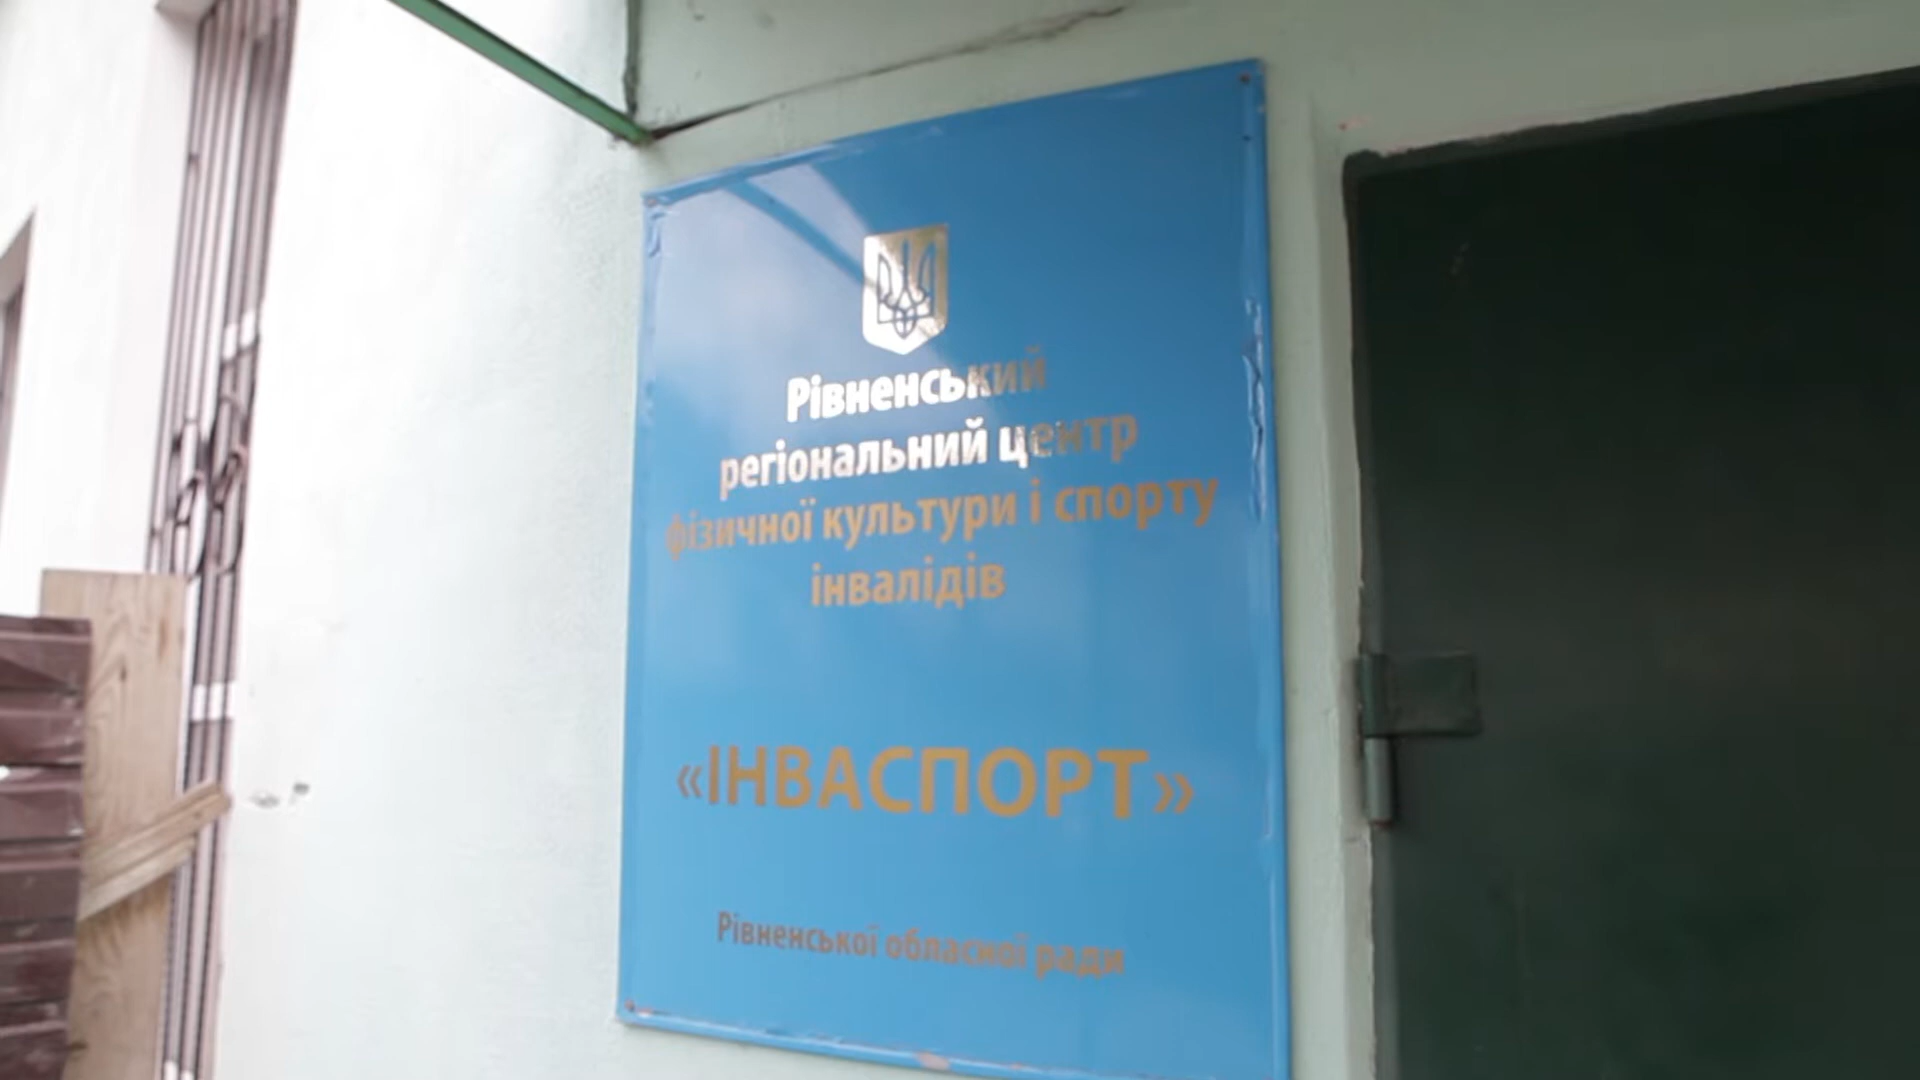 Рівненський
регіональний центр
фізичної культури і спорту
інвалідів
«ІНВАСПОРТ»
Рівненської обласної ради